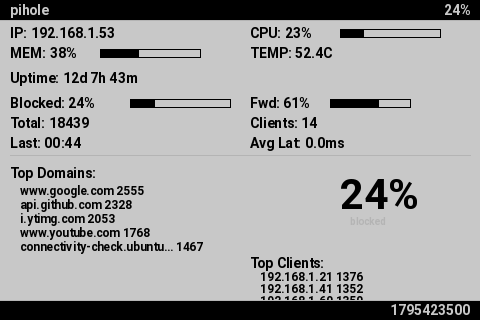 pihole 24%
IP: 192.168.1.53 CPU: 23%
MEM: 38% TEMP: 52.4C
Uptime: 12d 7h 43m
Blocked: 24% Fwd: 61%
Total: 18439 Clients: 14
Last: 00:44 Avg Lat: 0.0ms
Top Domains:
www.google.com 2555
api.github.com 2328
i.ytimg.com 2053
www.youtube.com 1768
connectivity-check.ubuntu... 1467
24%
blocked
Top Clients:
192.168.1.21 1376
192.168.1.41 1352
1795423500